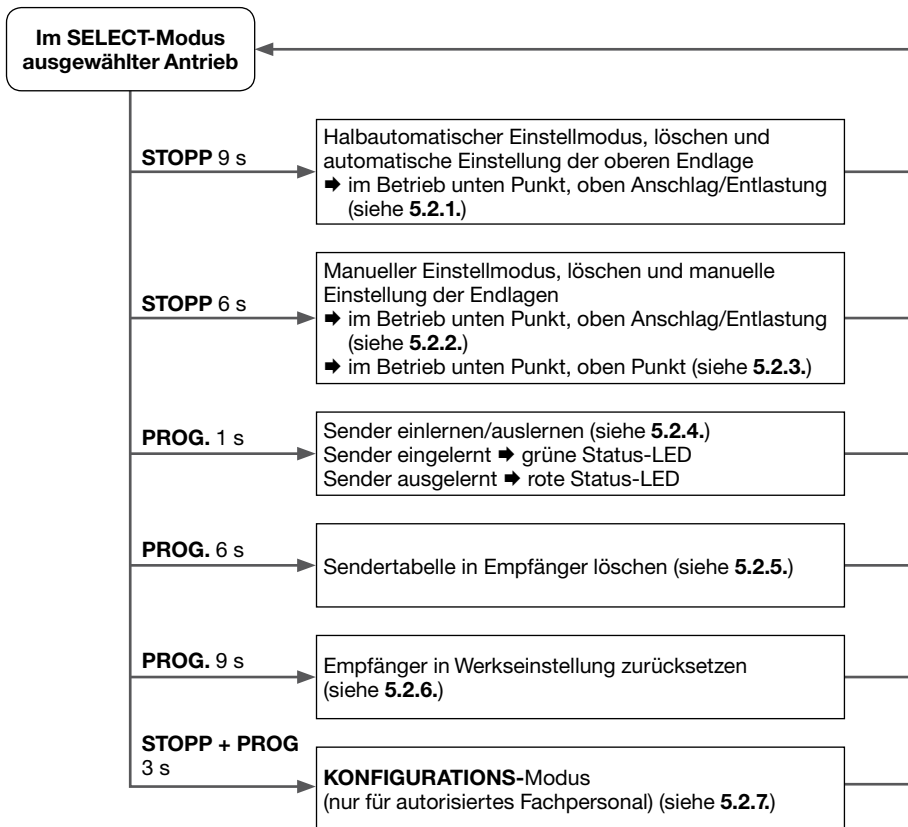 Im SELECT-Modus
ausgewählter Antrieb
STOPP 9 s
Halbautomatischer Einstellmodus, löschen und
automatische Einstellung der oberen Endlage
➡ im Betrieb unten Punkt, oben Anschlag/Entlastung
(siehe 5.2.1.)
STOPP 6 s
Manueller Einstellmodus, löschen und manuelle
Einstellung der Endlagen
➡ im Betrieb unten Punkt, oben Anschlag/Entlastung
(siehe 5.2.2.)
➡ im Betrieb unten Punkt, oben Punkt (siehe 5.2.3.)
PROG. 1 s
Sender einlernen/auslernen (siehe 5.2.4.)
Sender eingelernt ➡ grüne Status-LED
Sender ausgelernt ➡ rote Status-LED
PROG. 6 s
Sendertabelle in Empfänger löschen (siehe 5.2.5.)
PROG. 9 s
Empfänger in Werkseinstellung zurücksetzen
(siehe 5.2.6.)
STOPP + PROG
3 s
KONFIGURATIONS-Modus
(nur für autorisiertes Fachpersonal) (siehe 5.2.7.)